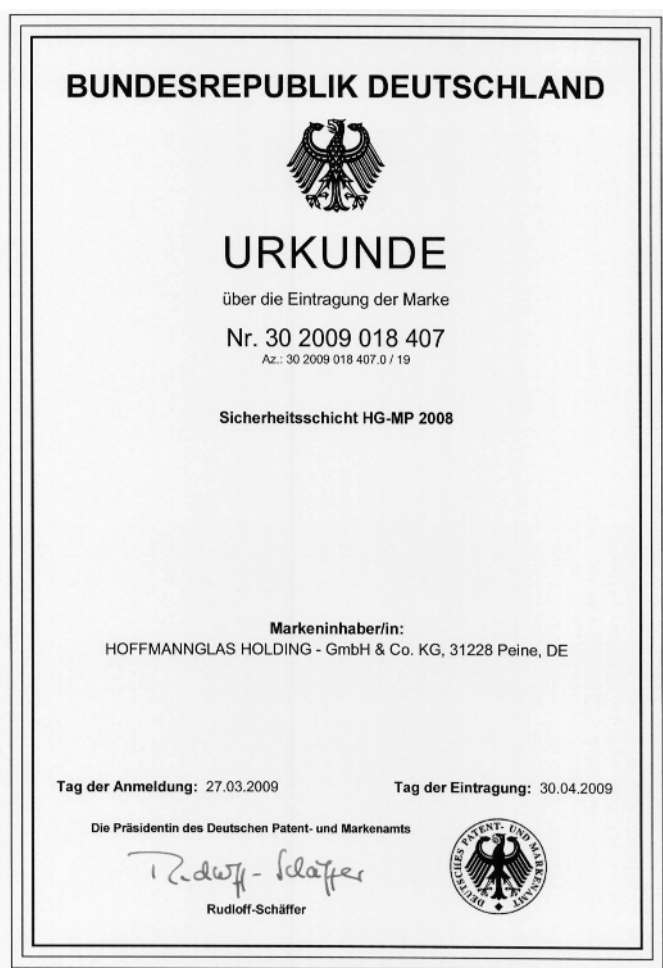 BUNDESREPUBLIK DEUTSCHLAND
URKUNDE
über die Eintragung der Marke
Nr. 30 2009 018 407
Az.: 30 2009 018 407.0 / 19
Sicherheitsschicht HG-MP 2008
Markeninhaber/in:
HOFFMANNGLAS HOLDING - GmbH & Co. KG, 31228 Peine, DE
Tag der Anmeldung: 27.03.2009
Tag der Eintragung: 30.04.2009
Die Präsidentin des Deutschen Patent- und Markenamts
Rudloff-Schäffer
Rudloff-Schäffer
DEUTSCHES PATENT- UND MARKENAMT